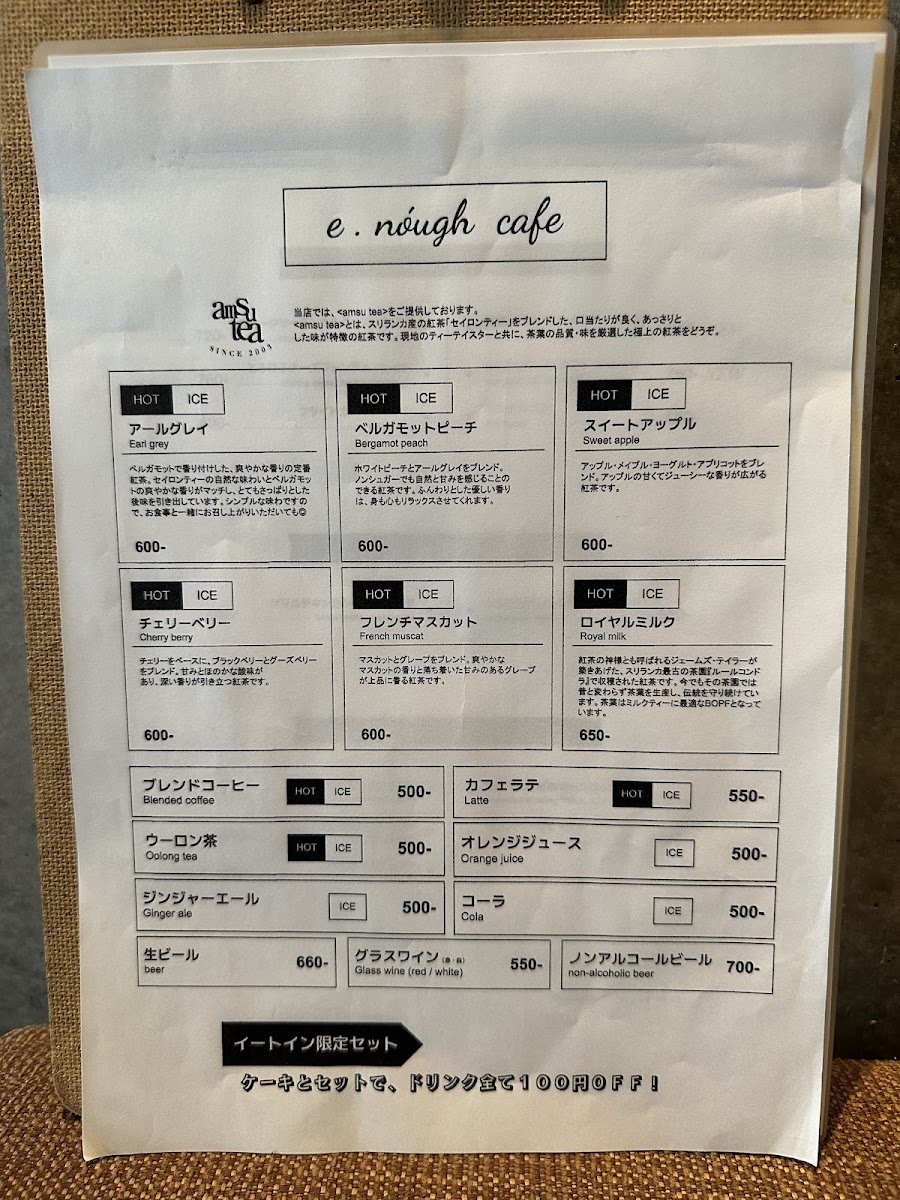 e . nóugh cafe
amsu
tea
SINCE 2003
当店では、<amsu tea>をご提供しております。
<amsu tea>とは、スリランカ産の紅茶「セイロンティー」をブレンドした、口当たりが良く、あっさりと
した味が特徴の紅茶です。現地のティーテイスターと共に、茶葉の品質・味を厳選した極上の紅茶をどうぞ。
HOT ICE
アールグレイ
Earl grey
ベルガモットで香り付けした、爽やかな香りの定番
紅茶。セイロンティーの自然な味わいとベルガモッ
トの爽やかな香りがマッチし、とてもさっぱりとした
後味を引き出しています。シンプルな味わですの
で、お食事と一緒にお召し上がりいただいても☺
600-
HOT ICE
ベルガモットピーチ
Bergamot peach
ホワイトピーチとアールグレイをブレンド。
ノンシュガーでも自然と甘みを感じることの
できる紅茶です。ふんわりとした優しい香り
は、身も心もリラックスさせてくれます。
600-
HOT ICE
スイートアップル
Sweet apple
アップル・メイプル・ヨーグルト・アプリコットをブレ
ンド。アップルの甘くてジューシーな香りが広がる
紅茶です。
600-
HOT ICE
チェリーベリー
Cherry berry
チェリーをベースに、ブラックベリーとグーズベリー
をブレンド。甘みとほのかな酸味が
あり、深い香りが引き立つ紅茶です。
600-
HOT ICE
フレンチマスカット
French muscat
マスカットとグレープをブレンド。爽やかな
マスカットの香りと落ち着いた甘みのあるグレープ
が上品に香る紅茶です。
600-
HOT ICE
ロイヤルミルク
Royal milk
紅茶の神様とも呼ばれるジェームズ・テイラーが
築きあげた、スリランカ最古の茶園『ルールコンド
ラ』で収穫された紅茶です。今でもその茶園では
昔と変わらず茶葉を生産し、伝統を守り続けてい
ます。茶葉はミルクティーに最適なBOPFとなって
います。
650-
ブレンドコーヒー HOT ICE 500-
Blended coffee
カフェラテ HOT ICE 550-
Latte
ウーロン茶 HOT ICE 500-
Oolong tea
オレンジジュース ICE 500-
Orange juice
ジンジャーエール ICE 500-
Ginger ale
コーラ ICE 500-
Cola
生ビール 660-
beer
グラスワイン(赤・白) 550-
Glass wine (red / white)
ノンアルコールビール 700-
non-alcoholic beer
イートイン限定セット
ケーキとセットで、ドリンク全て100円OFF！